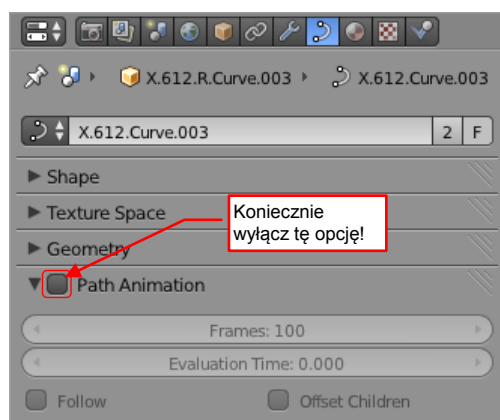 X.612.R.Curve.003 X.612.Curve.003
X.612.Curve.003 2 F
Shape
Texture Space
Koniecznie
wyłącz tę opcję!
Geometry
Path Animation
Frames: 100
Evaluation Time: 0.000
Follow Offset Children